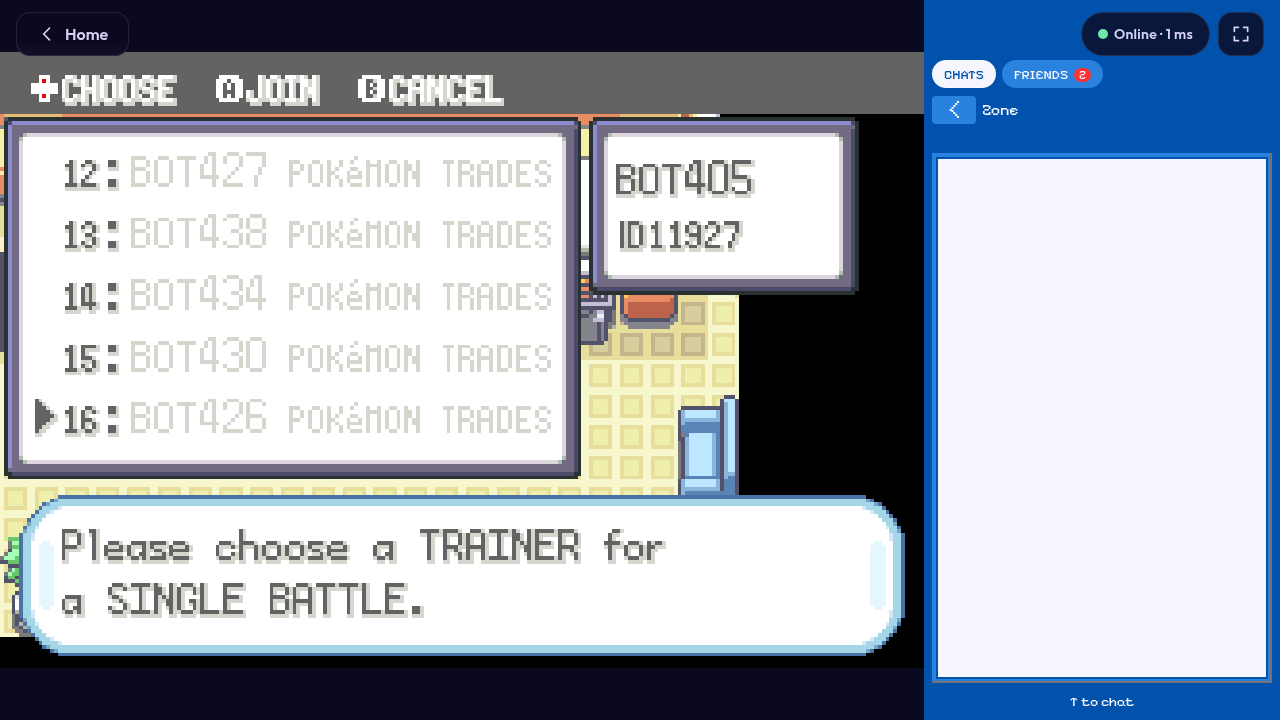 Home
Online · 1 ms
CHOOSE A JOIN B CANCEL
CHATS
FRIENDS 2
Zone
12: BOT427 POKéMON TRADES
13: BOT438 POKéMON TRADES
14: BOT434 POKéMON TRADES
15: BOT430 POKéMON TRADES
16: BOT426 POKéMON TRADES
BOT405
ID11927
Please choose a TRAINER for
a SINGLE BATTLE.
↑ to chat